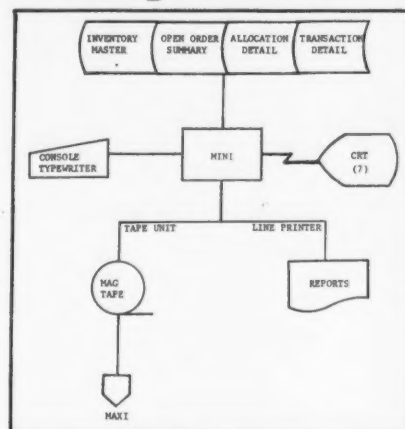 INVENTORY MASTER
OPEN ORDER SUMMARY
ALLOCATION DETAIL
TRANSACTION DETAIL
CONSOLE TYPEWRITER
MINI
CRT (7)
TAPE UNIT
LINE PRINTER
MAG TAPE
REPORTS
MAXI